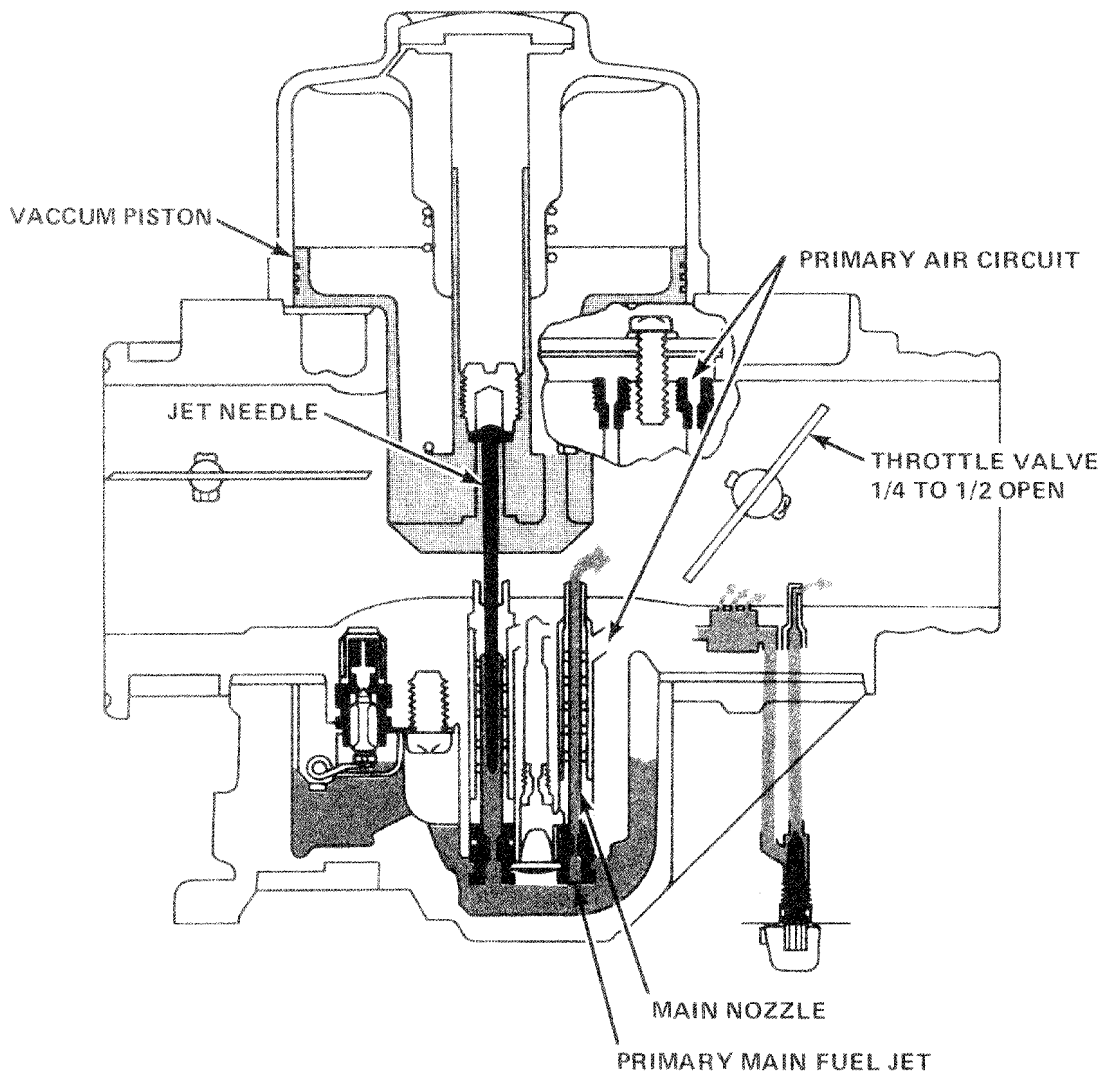 VACCUM PISTON
PRIMARY AIR CIRCUIT
JET NEEDLE
THROTTLE VALVE
1/4 TO 1/2 OPEN
MAIN NOZZLE
PRIMARY MAIN FUEL JET